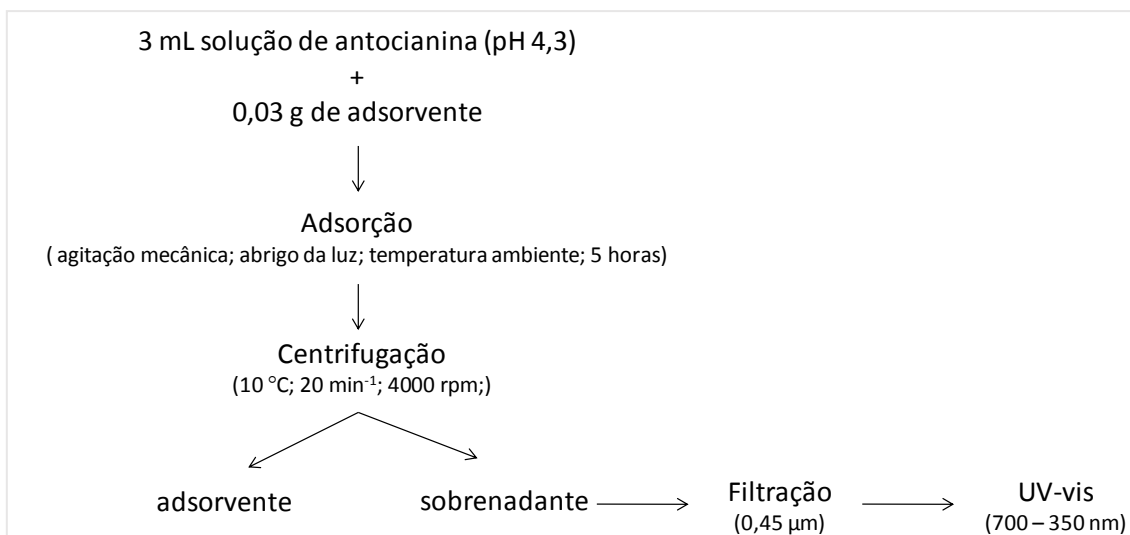 3 mL solução de antocianina (pH 4,3)
+
0,03 g de adsorvente
Adsorção
( agitação mecânica; abrigo da luz; temperatura ambiente; 5 horas)
Centrifugação
(10 °C; 20 min⁻¹; 4000 rpm;)
adsorvente
sobrenadante
Filtração
(0,45 µm)
UV-vis
(700 – 350 nm)